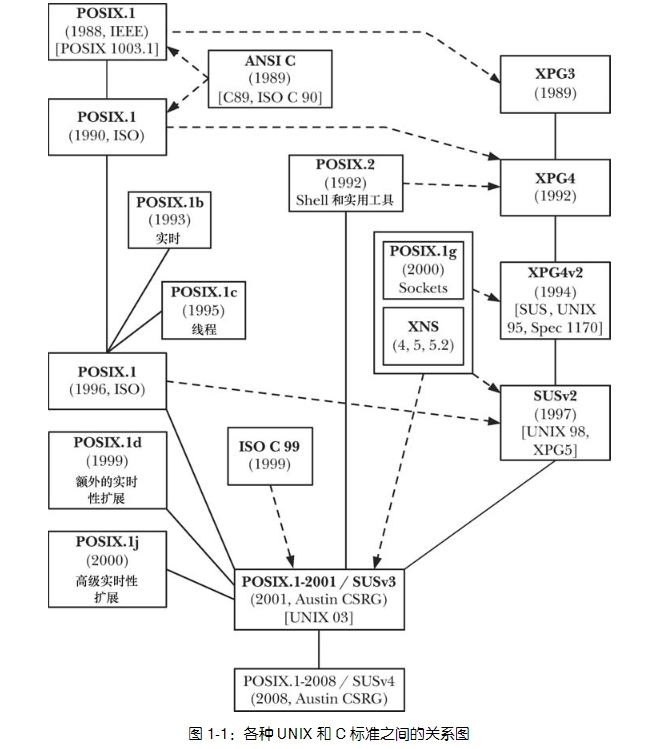 POSIX.1
(1988, IEEE)
[POSIX 1003.1]
ANSI C
(1989)
[C89, ISO C 90]
XPG3
(1989)
POSIX.1
(1990, ISO)
POSIX.2
(1992)
Shell 和实用工具
XPG4
(1992)
POSIX.1b
(1993)
实时
POSIX.1g
(2000)
Sockets
XNS
(4, 5, 5.2)
XPG4v2
(1994)
[SUS, UNIX
95, Spec 1170]
POSIX.1c
(1995)
线程
POSIX.1
(1996, ISO)
SUSv2
(1997)
[UNIX 98,
XPG5]
POSIX.1d
(1999)
额外的实时
性扩展
ISO C 99
(1999)
POSIX.1j
(2000)
高级实时性
扩展
POSIX.1-2001 / SUSv3
(2001, Austin CSRG)
[UNIX 03]
POSIX.1-2008 / SUSv4
(2008, Austin CSRG)
图 1-1：各种 UNIX 和 C 标准之间的关系图